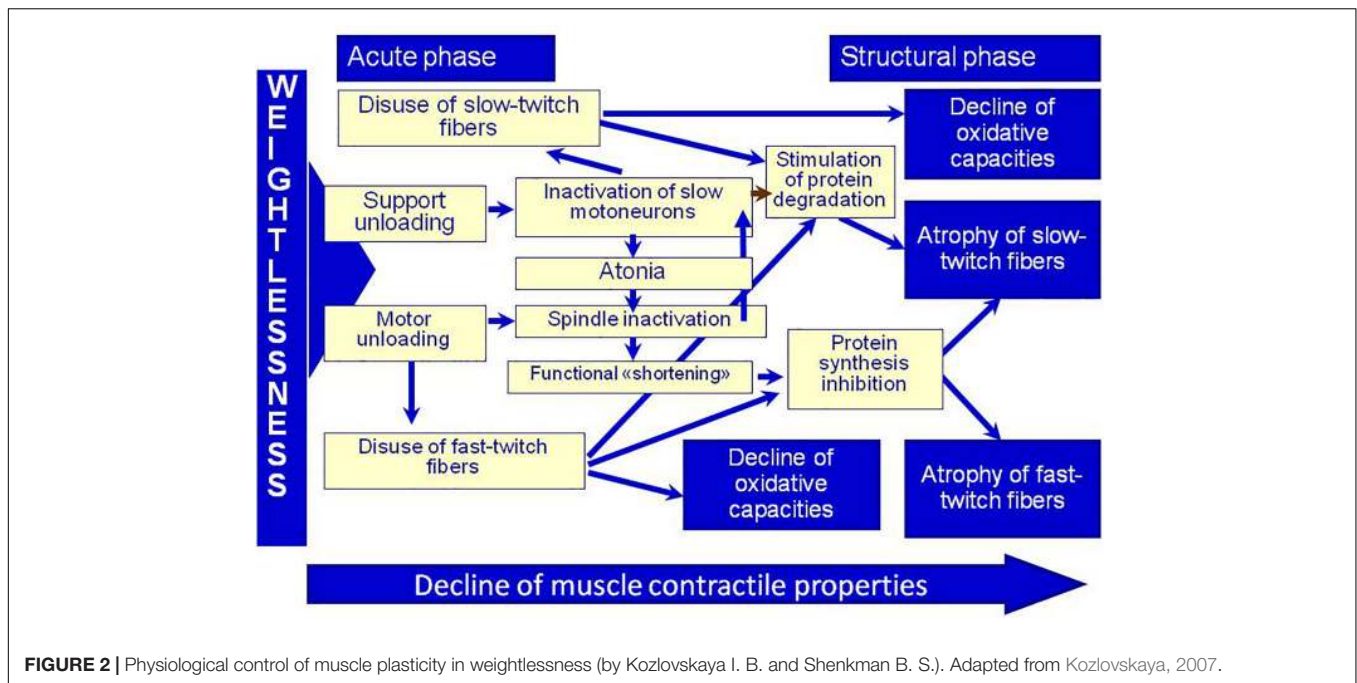 WEIGHTLESSNESS
Acute phase
Structural phase
Disuse of slow-twitch
fibers
Decline of
oxidative
capacities
Stimulation
of protein
degradation
Support
unloading
Inactivation of slow
motoneurons
Atrophy of slow-
twitch fibers
Atonia
Motor
unloading
Spindle inactivation
Protein
synthesis
inhibition
Functional «shortening»
Disuse of fast-twitch
fibers
Decline of
oxidative
capacities
Atrophy of fast-
twitch fibers
Decline of muscle contractile properties
FIGURE 2 | Physiological control of muscle plasticity in weightlessness (by Kozlovskaya I. B. and Shenkman B. S.). Adapted from Kozlovskaya, 2007.